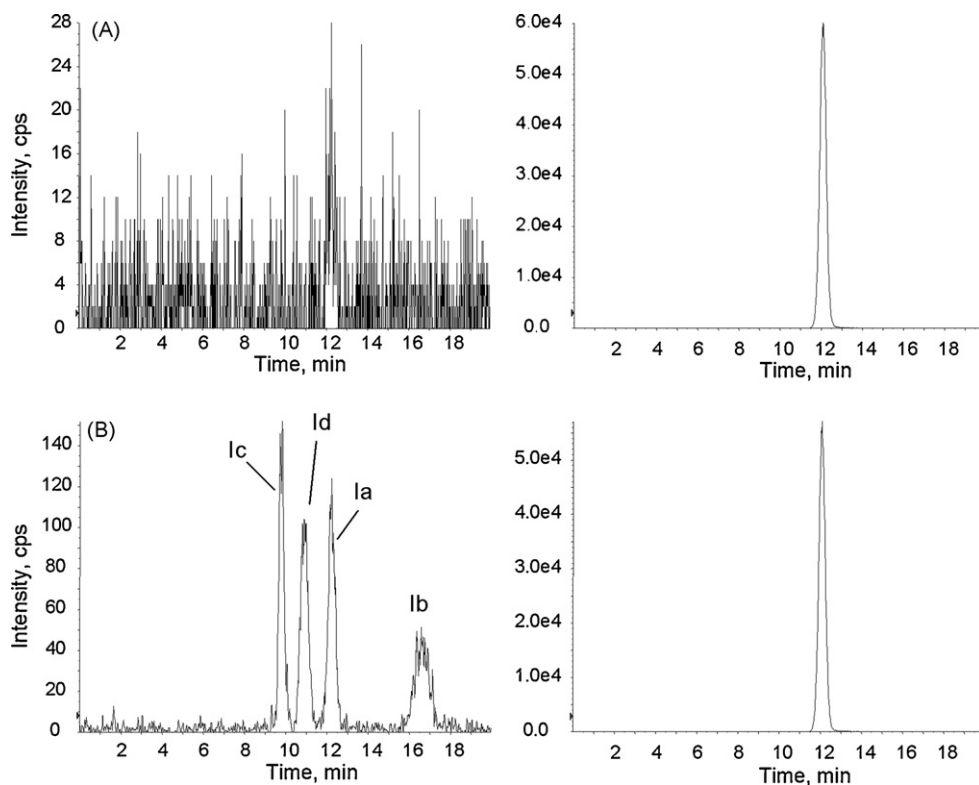 (A)
Intensity, cps
28
24
20
16
12
8
4
0
2 4 6 8 10 12 14 16 18
Time, min
6.0e4
5.0e4
4.0e4
3.0e4
2.0e4
1.0e4
0.0
2 4 6 8 10 12 14 16 18
Time, min
(B)
Intensity, cps
140
120
100
80
60
40
20
0
Ic
Id
Ia
Ib
2 4 6 8 10 12 14 16 18
Time, min
5.0e4
4.0e4
3.0e4
2.0e4
1.0e4
0.0
2 4 6 8 10 12 14 16 18
Time, min